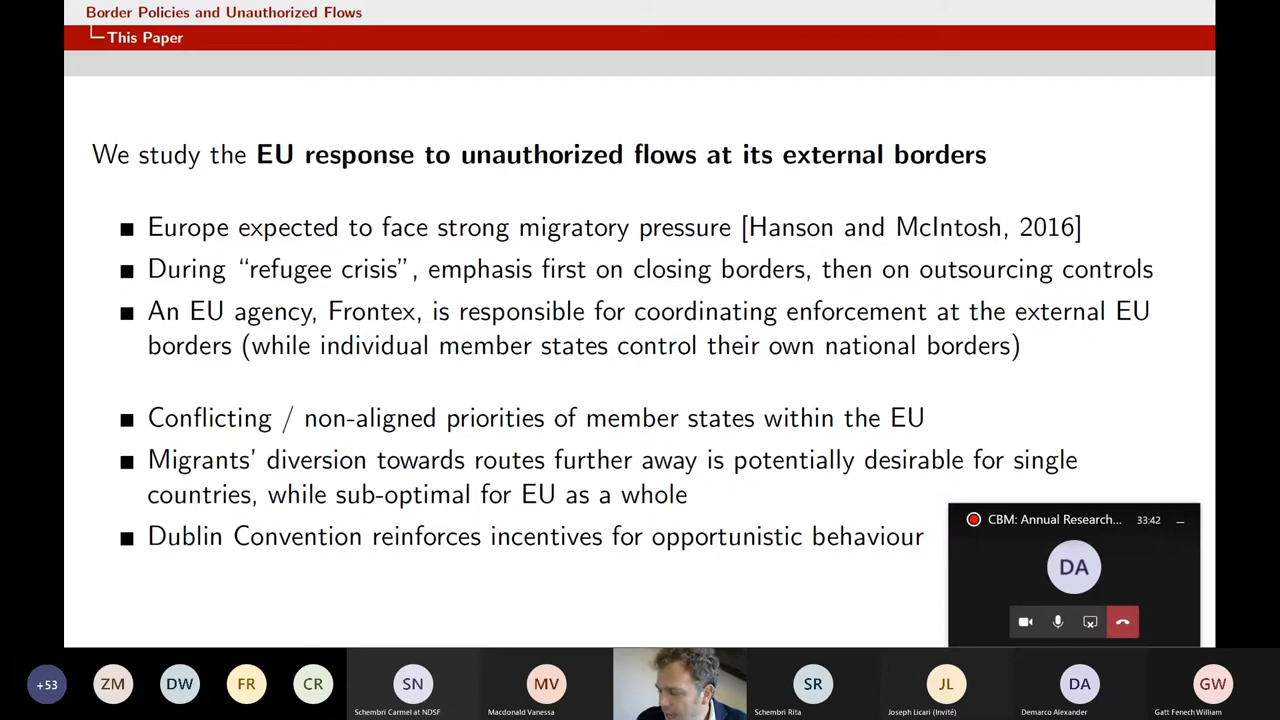 Border Policies and Unauthorized Flows
This Paper
We study the EU response to unauthorized flows at its external borders
■ Europe expected to face strong migratory pressure [Hanson and McIntosh, 2016]
■ During “refugee crisis”, emphasis first on closing borders, then on outsourcing controls
■ An EU agency, Frontex, is responsible for coordinating enforcement at the external EU
borders (while individual member states control their own national borders)
■ Conflicting / non-aligned priorities of member states within the EU
■ Migrants’ diversion towards routes further away is potentially desirable for single
countries, while sub-optimal for EU as a whole
■ Dublin Convention reinforces incentives for opportunistic behaviour
CBM: Annual Research... 33:42
DA
+53 ZM DW FR CR SN MV SR JL DA GW
Schembri Carmel at NDSF Macdonald Vanessa Schembri Rita Joseph Licari (Invité) Demarco Alexander Gatt Fenech William